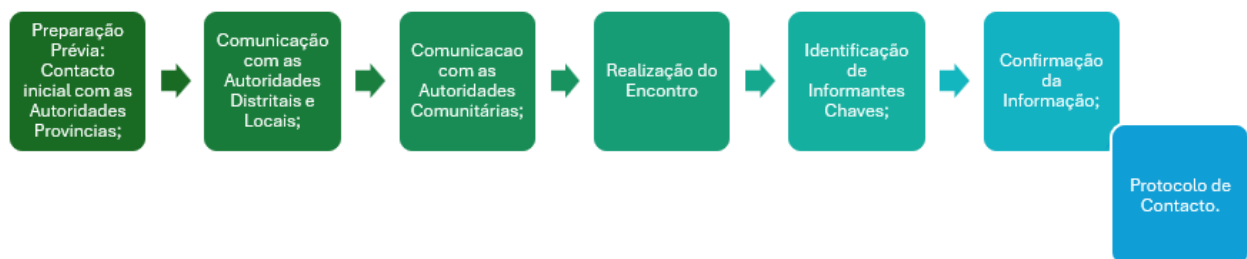 Preparação
Prévia:
Contacto
inicial com as
Autoridades
Provincias;
Comunicação
com as
Autoridades
Distritais e
Locais;
Comunicacao
com as
Autoridades
Comunitárias;
Realização do
Encontro
Identificação
de
Informantes
Chaves;
Confirmação
da
Informação;
Protocolo de
Contacto.